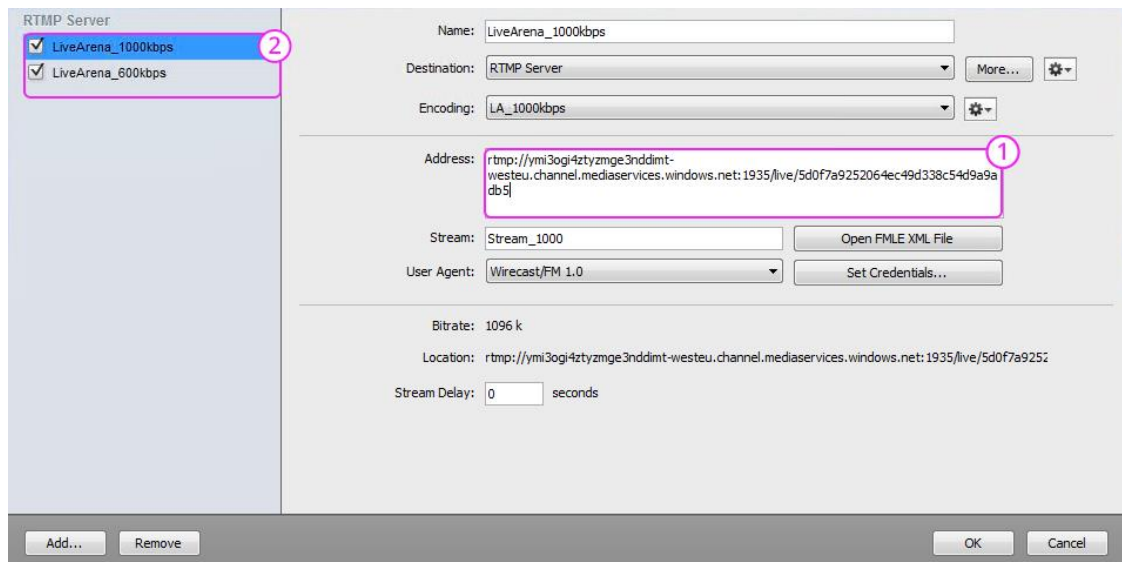 RTMP Server
LiveArena_1000kbps
2
LiveArena_600kbps
Name: LiveArena_1000kbps
Destination: RTMP Server More...
Encoding: LA_1000kbps
1
Address: rtmp://ymi3ogi4ztyzmge3nddimt-
westeu.channel.mediaservices.windows.net:1935/live/5d0f7a9252064ec49d338c54d9a9a
db5
Stream: Stream_1000 Open FMLE XML File
User Agent: Wirecast/FM 1.0 Set Credentials...
Bitrate: 1096 k
Location: rtmp://ymi3ogi4ztyzmge3nddimt-westeu.channel.mediaservices.windows.net:1935/live/5d0f7a9252
Stream Delay: 0 seconds
Add... Remove OK Cancel